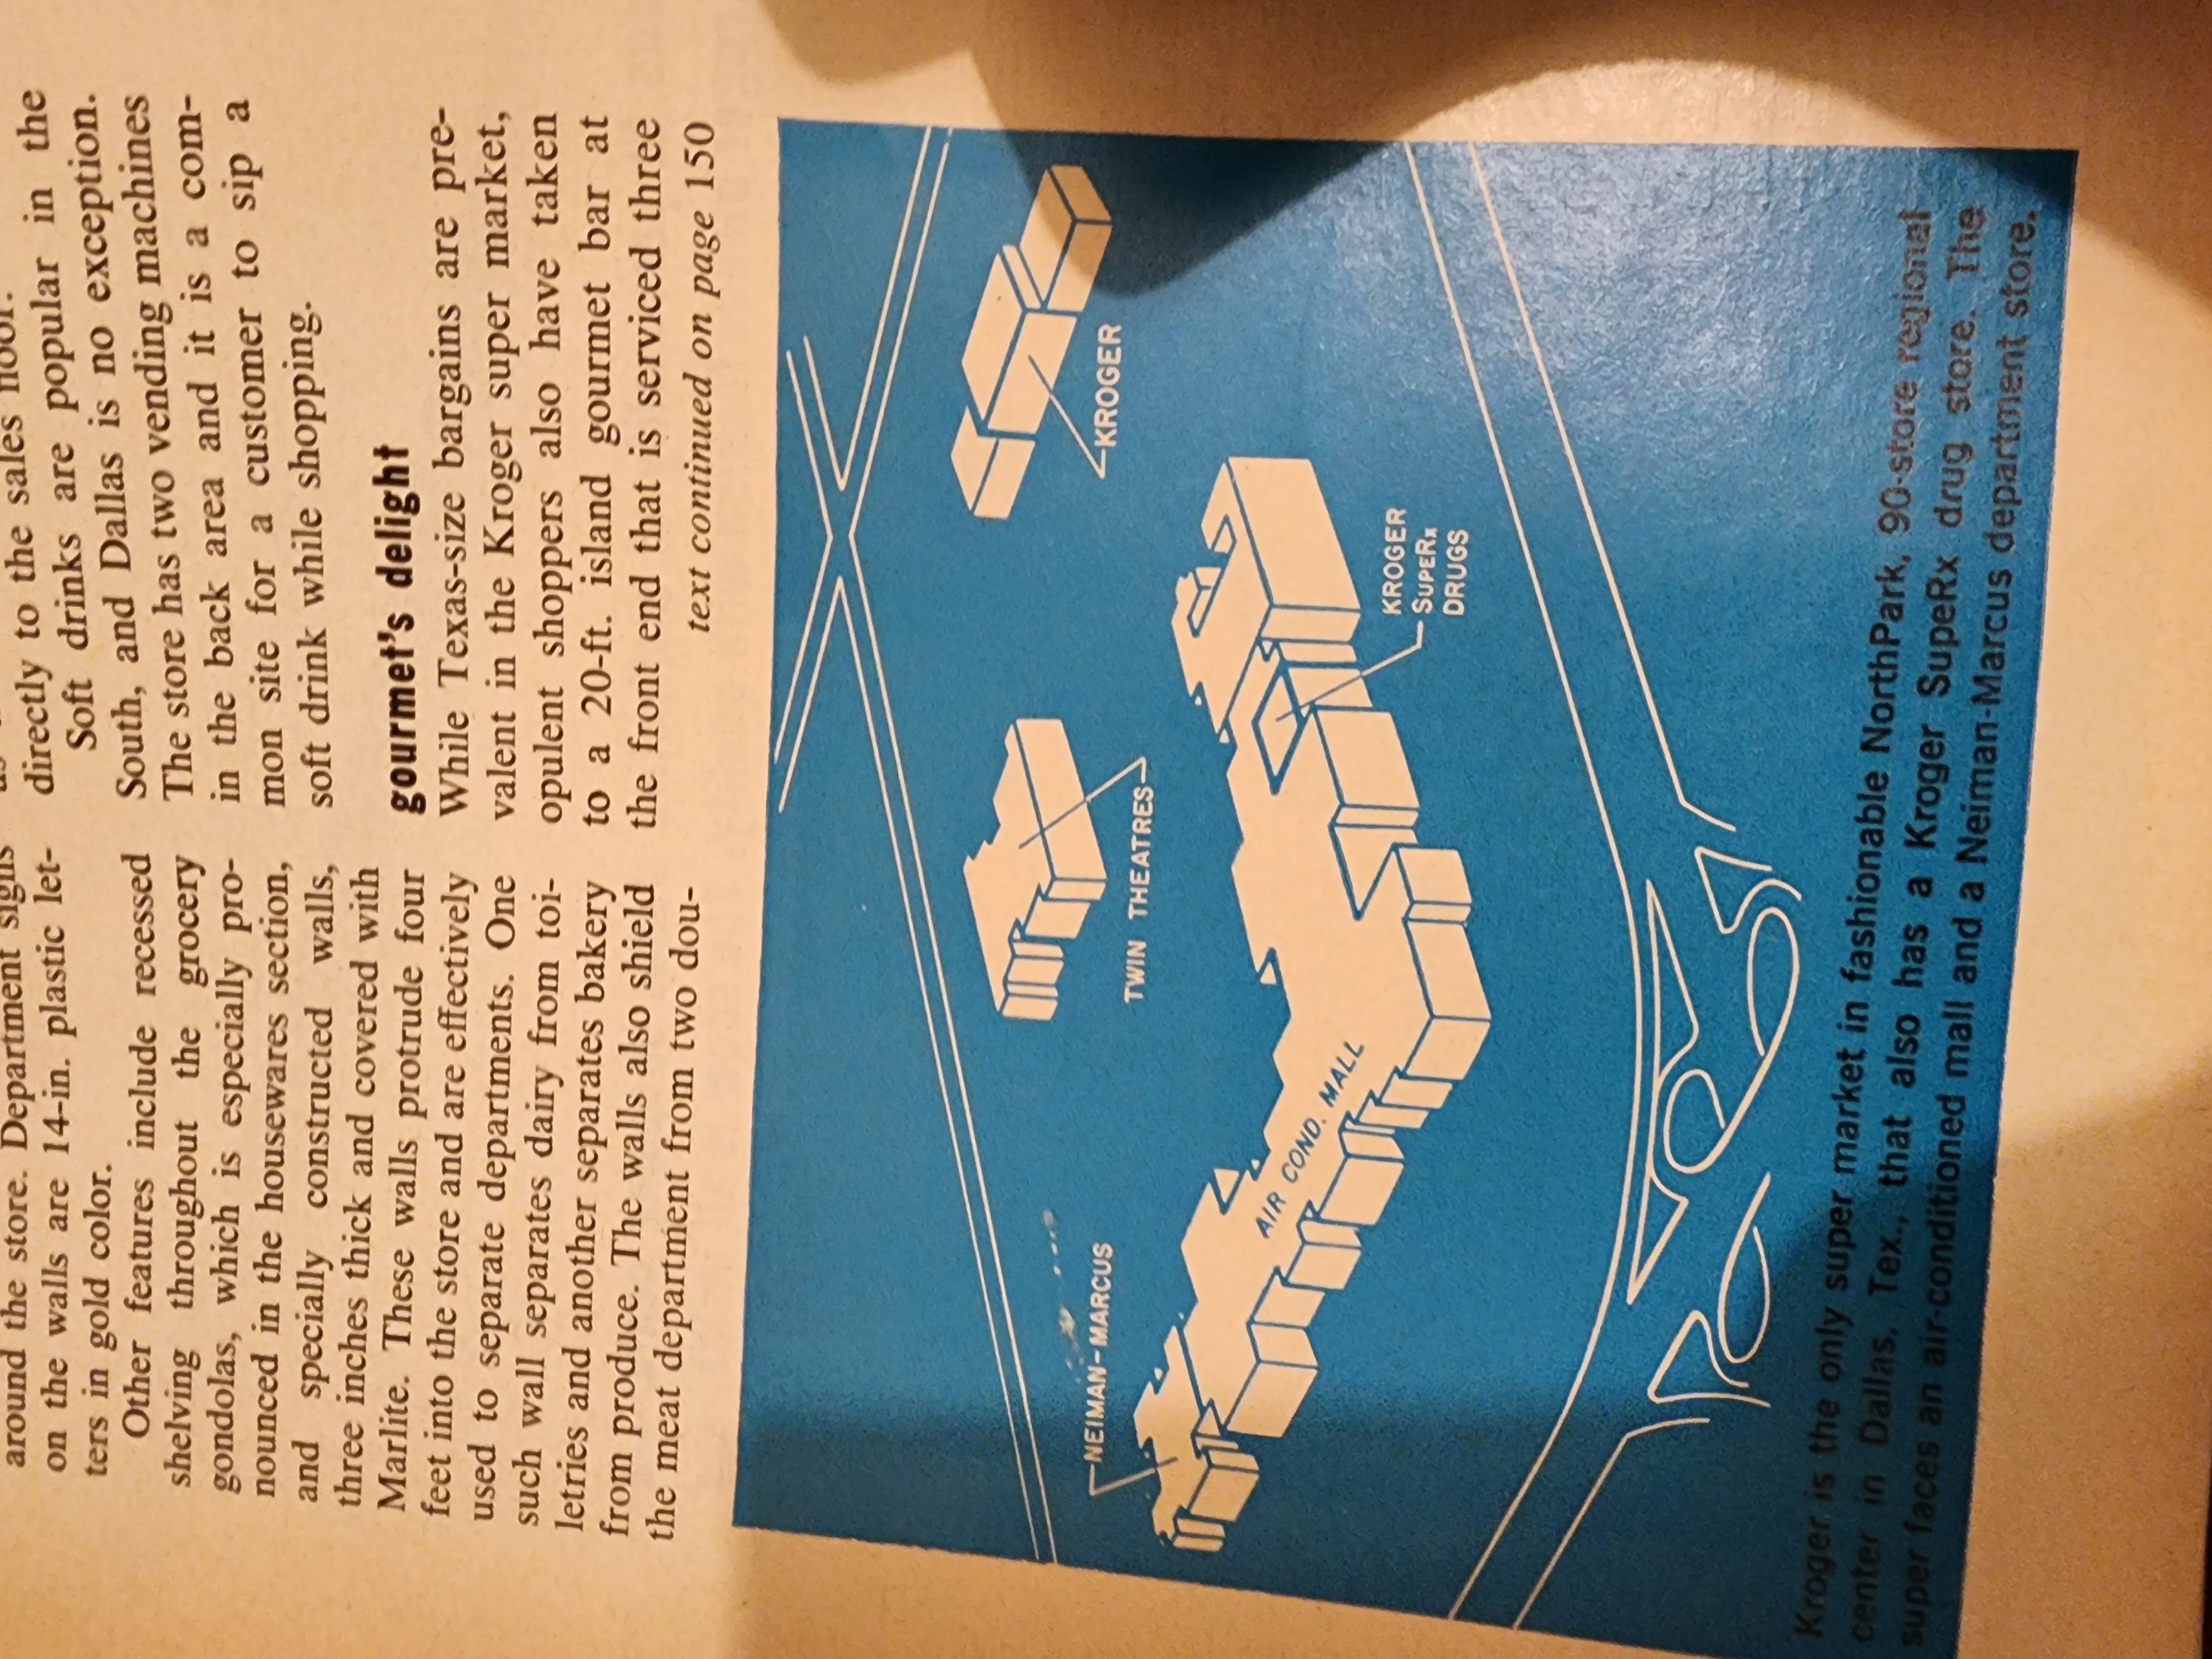 around the store. Department signs
on the walls are 14-in. plastic let-
ters in gold color.
Other features include recessed
shelving throughout the grocery
gondolas, which is especially pro-
nounced in the housewares section,
and specially constructed walls,
three inches thick and covered with
Marlite. These walls protrude four
feet into the store and are effectively
used to separate departments. One
such wall separates dairy from toi-
letries and another separates bakery
from produce. The walls also shield
the meat department from two dou-
directly to the sales floor.
Soft drinks are popular in the
South, and Dallas is no exception.
The store has two vending machines
in the back area and it is a com-
mon site for a customer to sip a
soft drink while shopping.
gourmet's delight
While Texas-size bargains are pre-
valent in the Kroger super market,
opulent shoppers also have taken
to a 20-ft. island gourmet bar at
the front end that is serviced three
text continued on page 150
NEIMAN-MARCUS
TWIN THEATRES
KROGER
AIR COND. MALL
KROGER
SUPERx
DRUGS
Kroger is the only super market in fashionable NorthPark, 90-store regional
center in Dallas, Tex., that also has a Kroger SupeRx drug store. The
super faces an air-conditioned mall and a Neiman-Marcus department store.